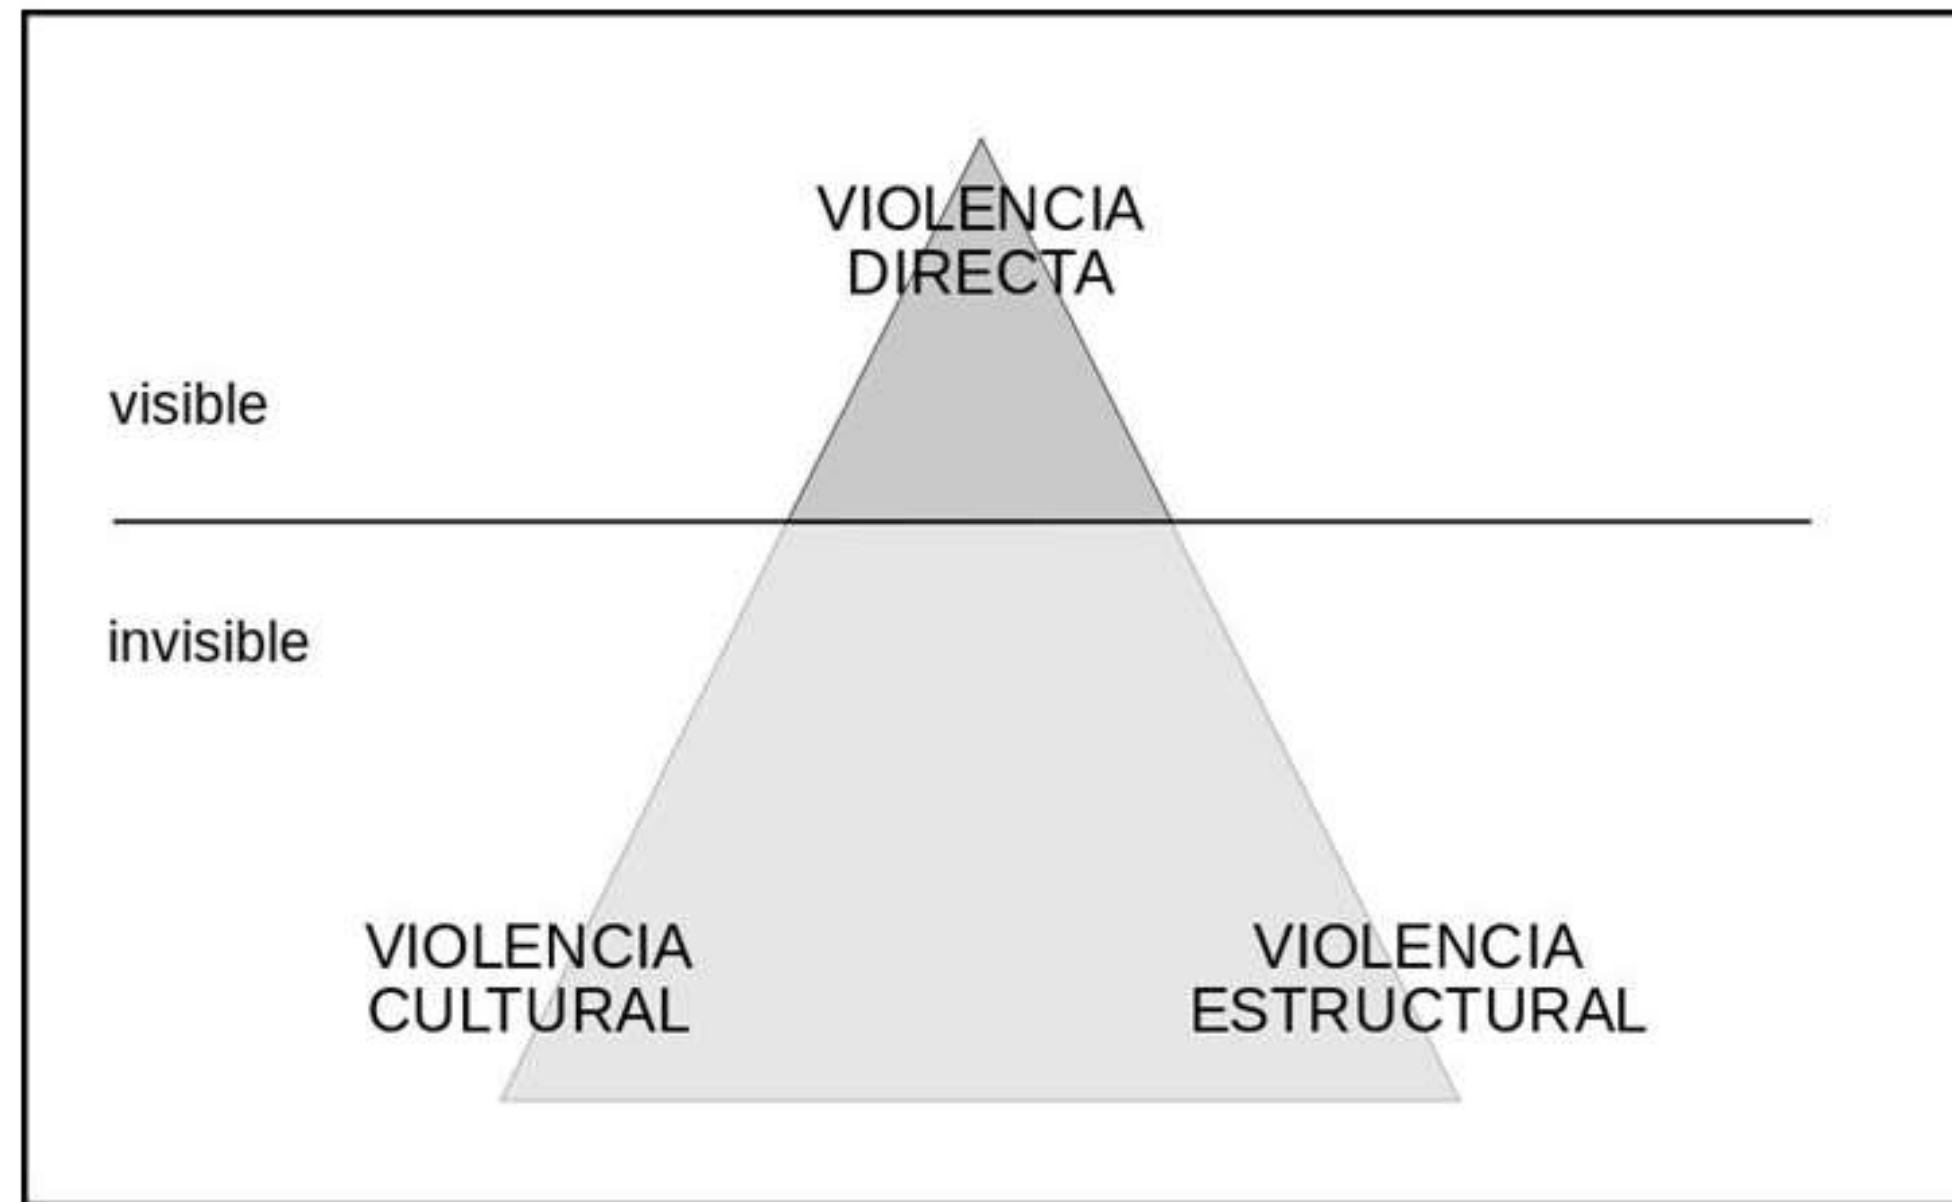 VIOLENCIA
DIRECTA
visible
invisible
VIOLENCIA
CULTURAL
VIOLENCIA
ESTRUCTURAL